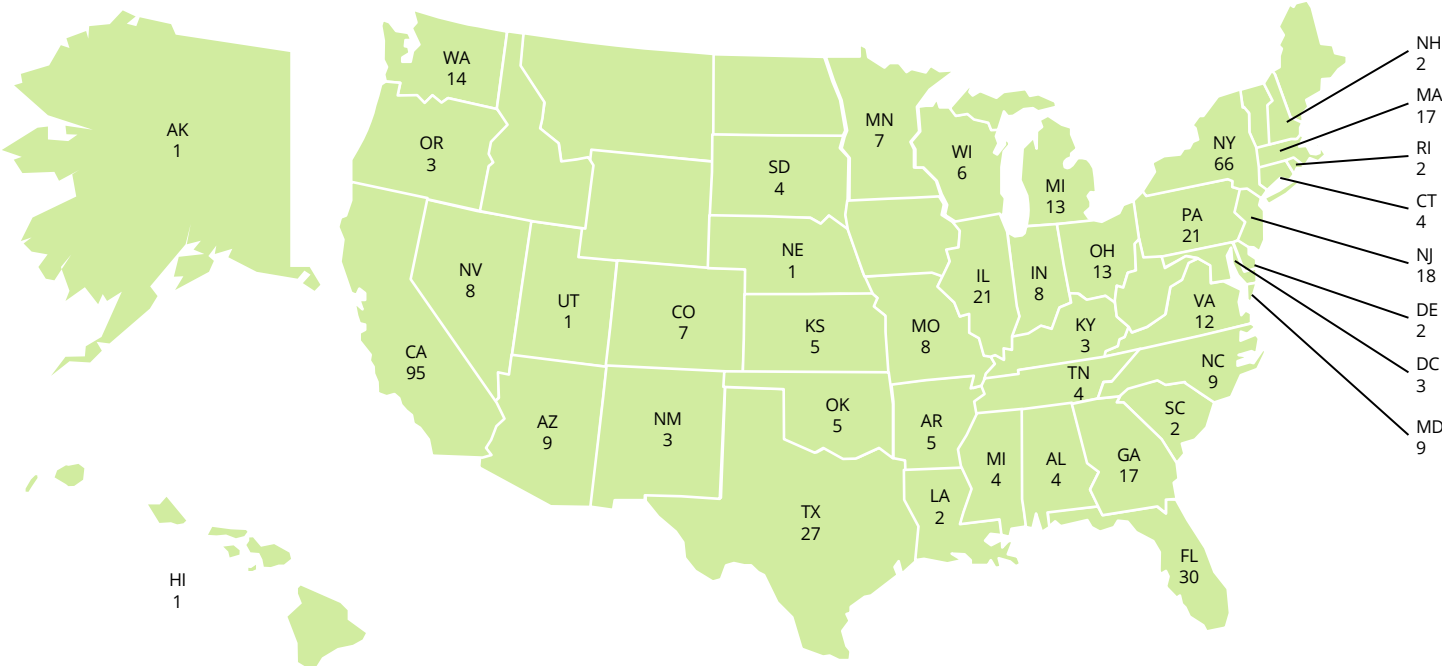 NH
2
WA
14
MA
17
AK
1
MN
7
OR
3
NY
66
WI
6
RI
2
SD
4
MI
13
CT
4
PA
21
NE
1
OH
13
NJ
18
NV
8
IN
8
IL
21
UT
1
VA
12
CO
7
DE
2
KS
5
MO
8
KY
3
CA
95
NC
9
DC
3
TN
4
OK
5
SC
2
NM
3
AZ
9
AR
5
MD
9
GA
17
MI
4
AL
4
LA
2
TX
27
FL
30
HI
1